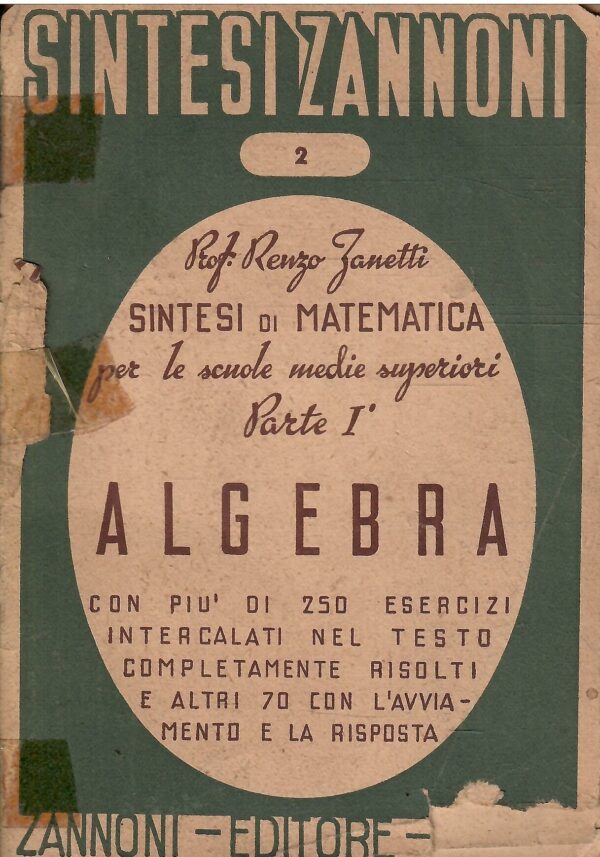 SINTESI ZANNONI
2
Prof. Renzo Zanetti
SINTESI DI MATEMATICA
per le scuole medie superiori
Parte I°
ALGEBRA
CON PIU' DI 250 ESERCIZI
INTERCALATI NEL TESTO
COMPLETAMENTE RISOLTI
E ALTRI 70 CON L'AVVIA-
MENTO E LA RISPOSTA
ZANNONI - EDITORE -